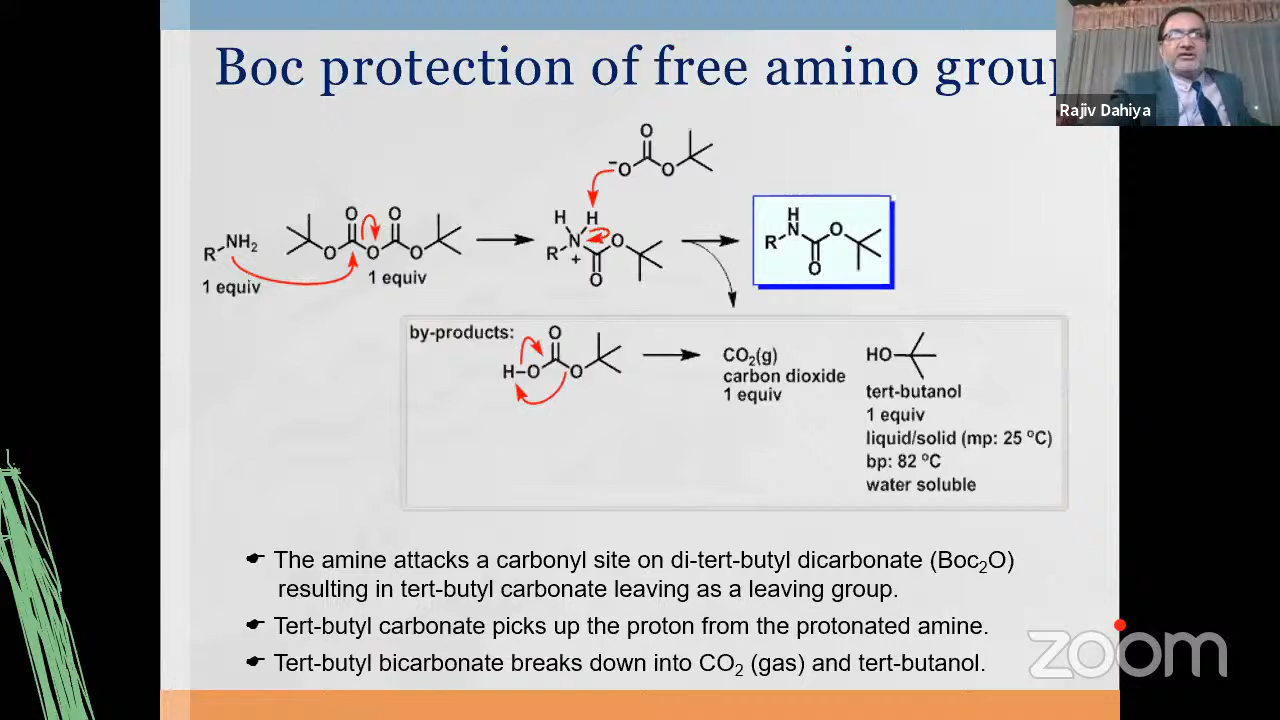 Boc protection of free amino grou
Rajiv Dahiya
O
⁻O O
R NH₂
1 equiv
O O
O O O
1 equiv
H H
R N O
+
O
H
R N O
O
by-products:
O
H–O O
CO₂(g)
carbon dioxide
1 equiv
HO
tert-butanol
1 equiv
liquid/solid (mp: 25 ºC)
bp: 82 ºC
water soluble
The amine attacks a carbonyl site on di-tert-butyl dicarbonate (Boc₂O)
resulting in tert-butyl carbonate leaving as a leaving group.
Tert-butyl carbonate picks up the proton from the protonated amine.
Tert-butyl bicarbonate breaks down into CO₂ (gas) and tert-butanol.
zoom